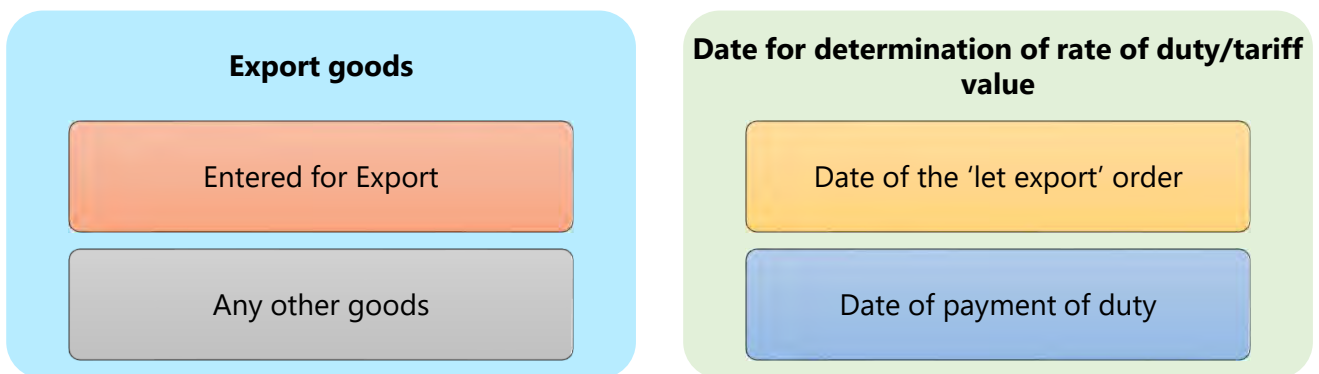 Export goods
Entered for Export
Any other goods
Date for determination of rate of duty/tariff
value
Date of the ‘let export’ order
Date of payment of duty